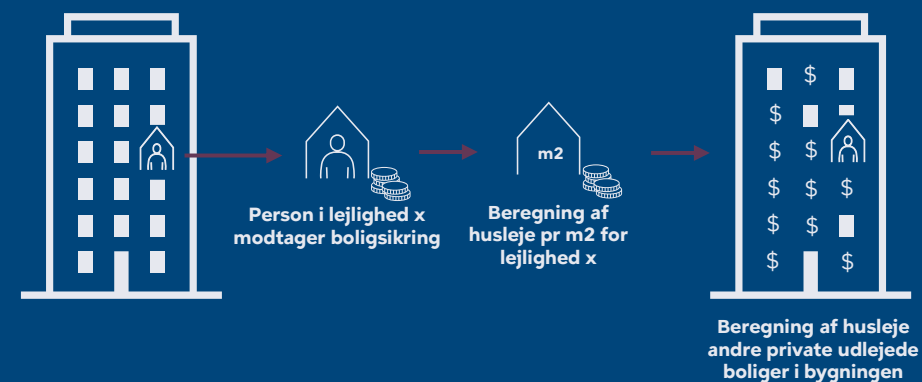 m2
Person i lejlighed x
modtager boligsikring
Beregning af
husleje pr m2 for
lejlighed x
$
$
$ $
$ $ $
$ $
$ $
Beregning af husleje
andre private udlejede
boliger i bygningen